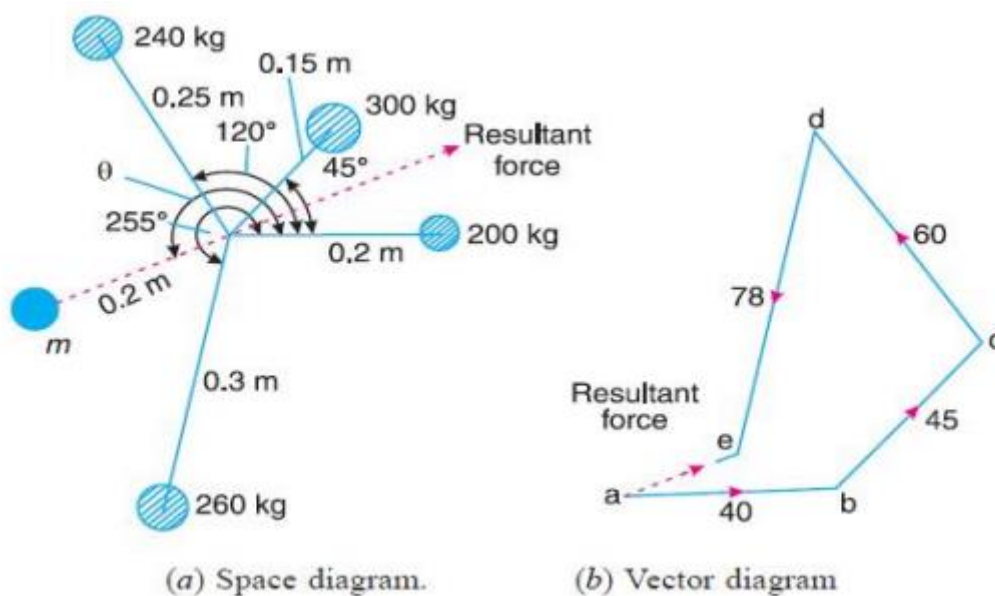 240 kg
0.15 m
0.25 m
300 kg
120°
Resultant
force
45°
θ
255°
200 kg
0.2 m
0.2 m
m
0.3 m
260 kg
(a) Space diagram.
d
60
78
c
Resultant
force
e
45
a
b
40
(b) Vector diagram